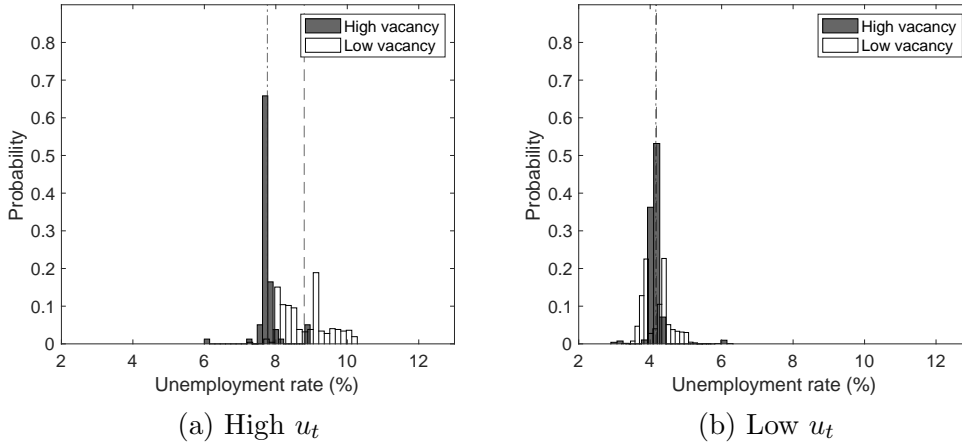 High vacancy
Low vacancy
0.8
0.7
0.6
0.5
0.4
0.3
0.2
0.1
0
Probability
2 4 6 8 10 12
Unemployment rate (%)
(a) High u_t
High vacancy
Low vacancy
0.8
0.7
0.6
0.5
0.4
0.3
0.2
0.1
0
Probability
2 4 6 8 10 12
Unemployment rate (%)
(b) Low u_t